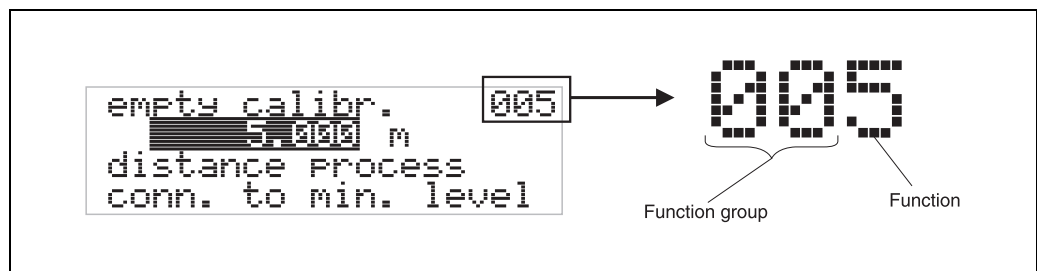 empty calibr. 005
5.000 m
distance process
conn. to min. level
005
Function group
Function